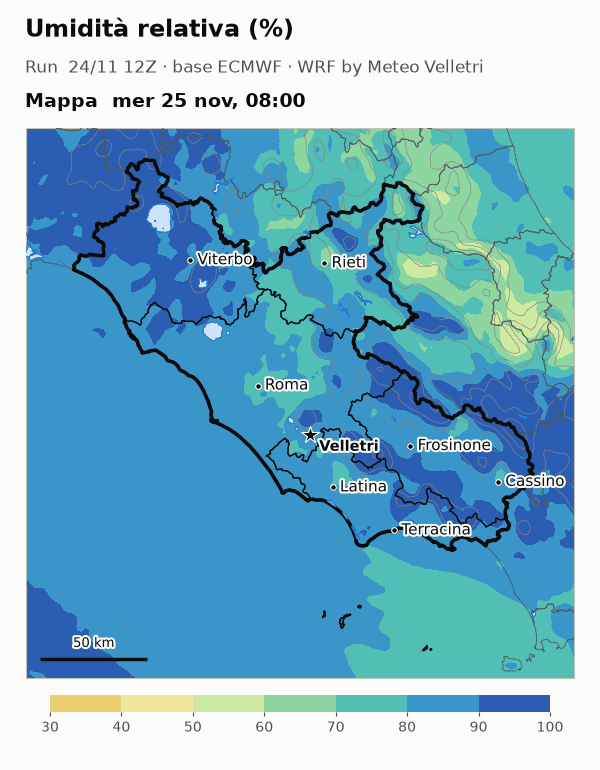 Umidità relativa (%)
Run  24/11 12Z · base ECMWF · WRF by Meteo Velletri
Mappa  mer 25 nov, 08:00
Viterbo
Rieti
Roma
Velletri
Frosinone
Cassino
Latina
Terracina
50 km
30 40 50 60 70 80 90 100